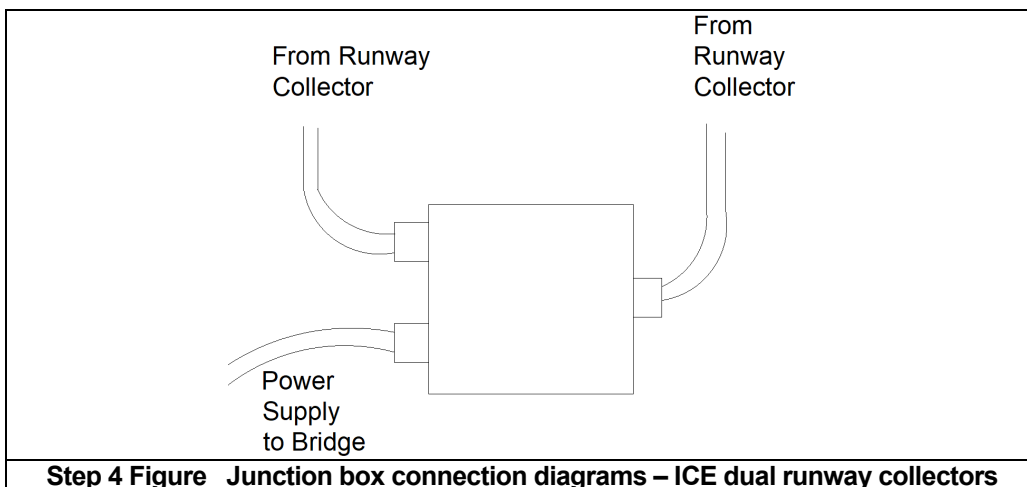 From Runway
Collector
From
Runway
Collector
Power
Supply
to Bridge
Step 4 Figure Junction box connection diagrams – ICE dual runway collectors